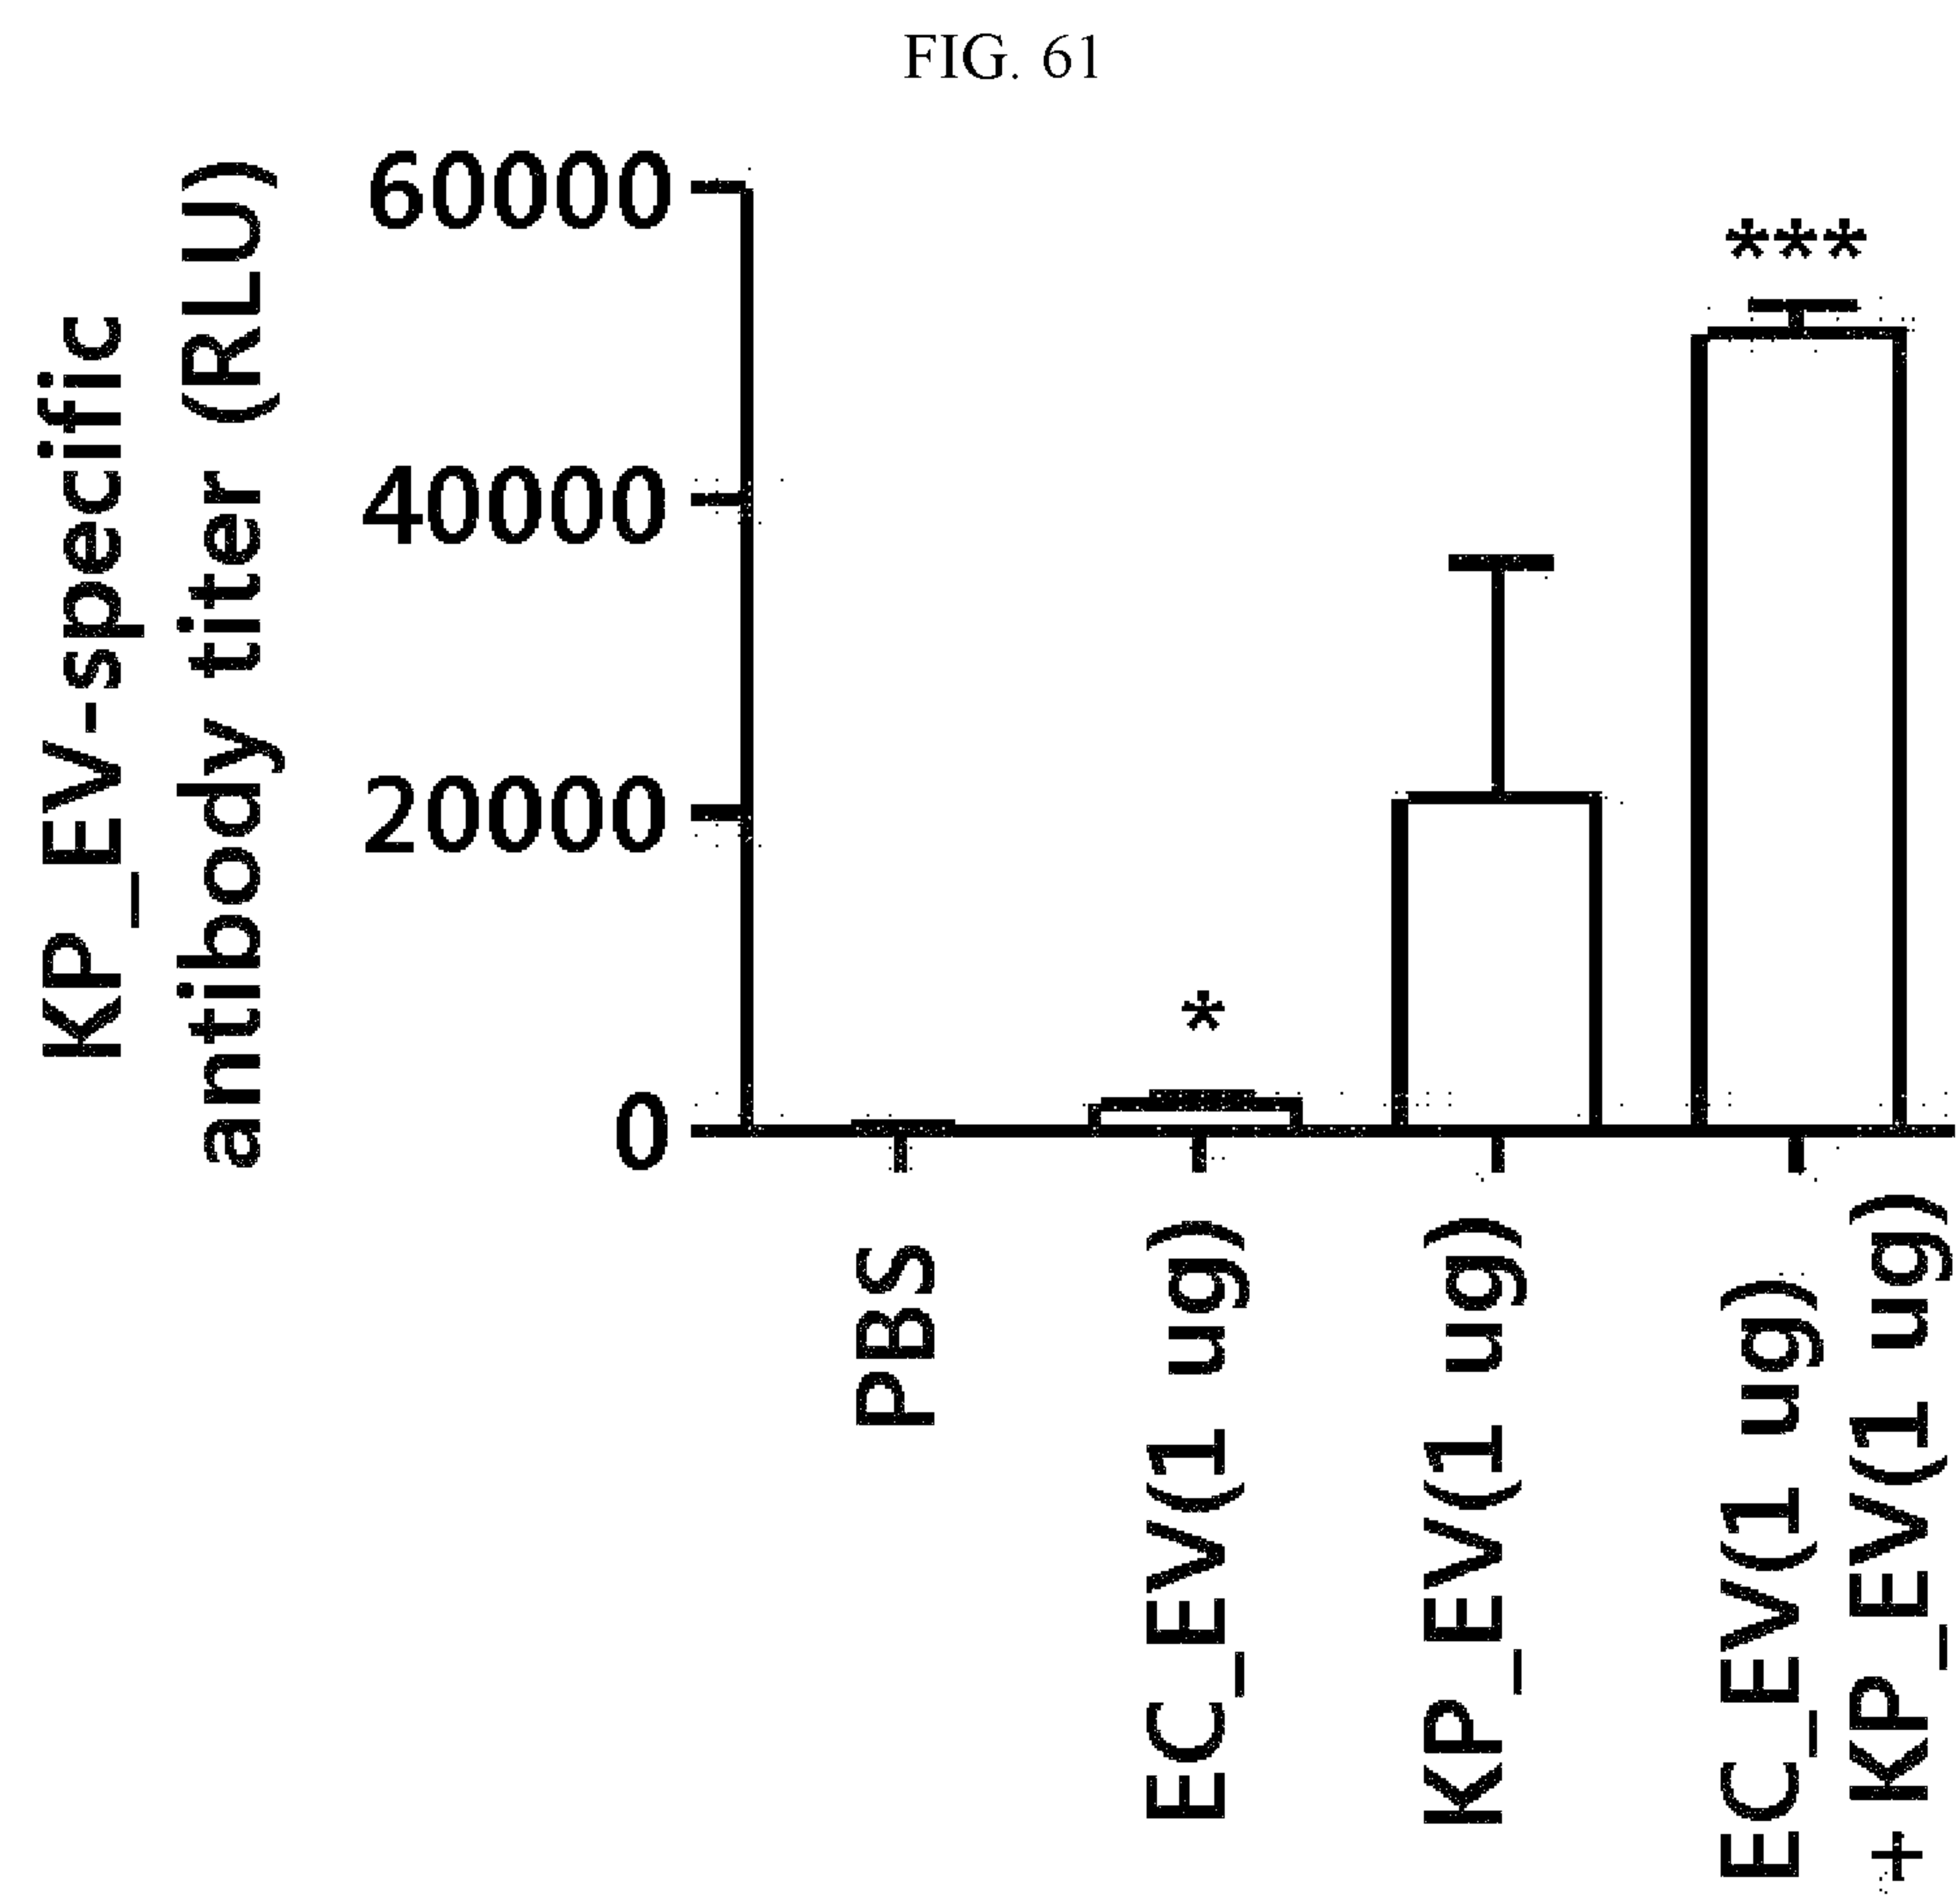 FIG. 61
KP_EV-specific
antibody titer (RLU)
60000
40000
20000
0
***
*
PBS
EC_EV(1 ug)
KP_EV(1 ug)
EC_EV(1 ug)
+ KP_EV(1 ug)